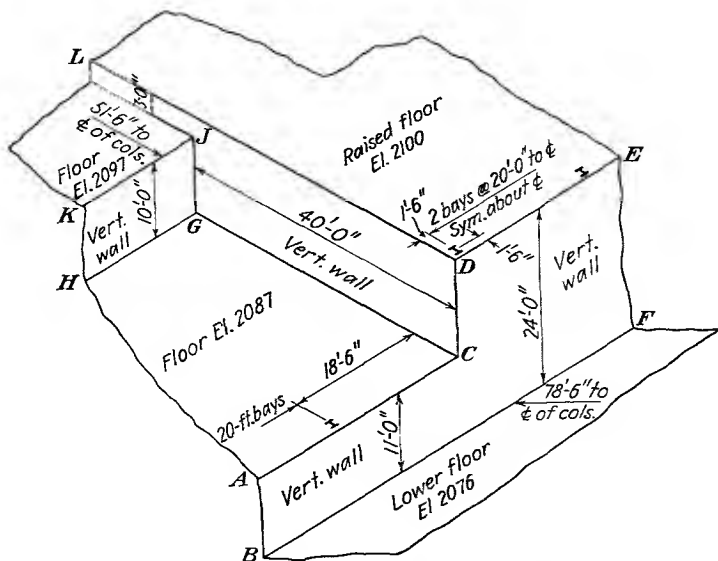 L
3'0"
51'-6" to
℄ of cols.
Floor
El. 2097
J
K
10'-0"
Vert.
wall
G
H
Raised floor
El. 2100
E
1'-6"
2 bays @ 20'-0" to ℄
Sym. about ℄
1'-6"
D
40'-0"
Vert. wall
24'-0"
Vert.
wall
F
Floor El. 2087
C
18'-6"
20-ft. bays
78'-6" to
℄ of cols.
11'-0"
A
Vert. wall
Lower floor
El 2076
B